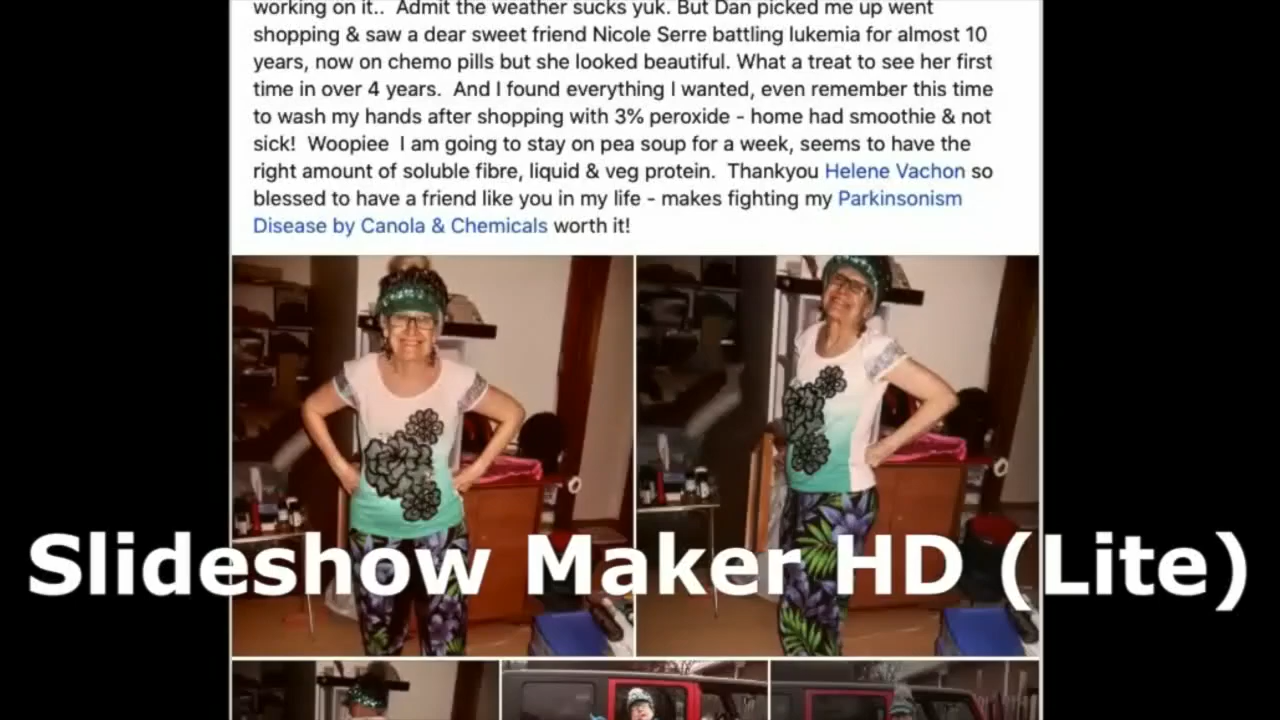 working on it..  Admit the weather sucks yuk. But Dan picked me up went
shopping & saw a dear sweet friend Nicole Serre battling lukemia for almost 10
years, now on chemo pills but she looked beautiful. What a treat to see her first
time in over 4 years.  And I found everything I wanted, even remember this time
to wash my hands after shopping with 3% peroxide - home had smoothie & not
sick!  Woopiee  I am going to stay on pea soup for a week, seems to have the
right amount of soluble fibre, liquid & veg protein.  Thankyou Helene Vachon so
blessed to have a friend like you in my life - makes fighting my Parkinsonism
Disease by Canola & Chemicals worth it!
Slideshow Maker HD (Lite)